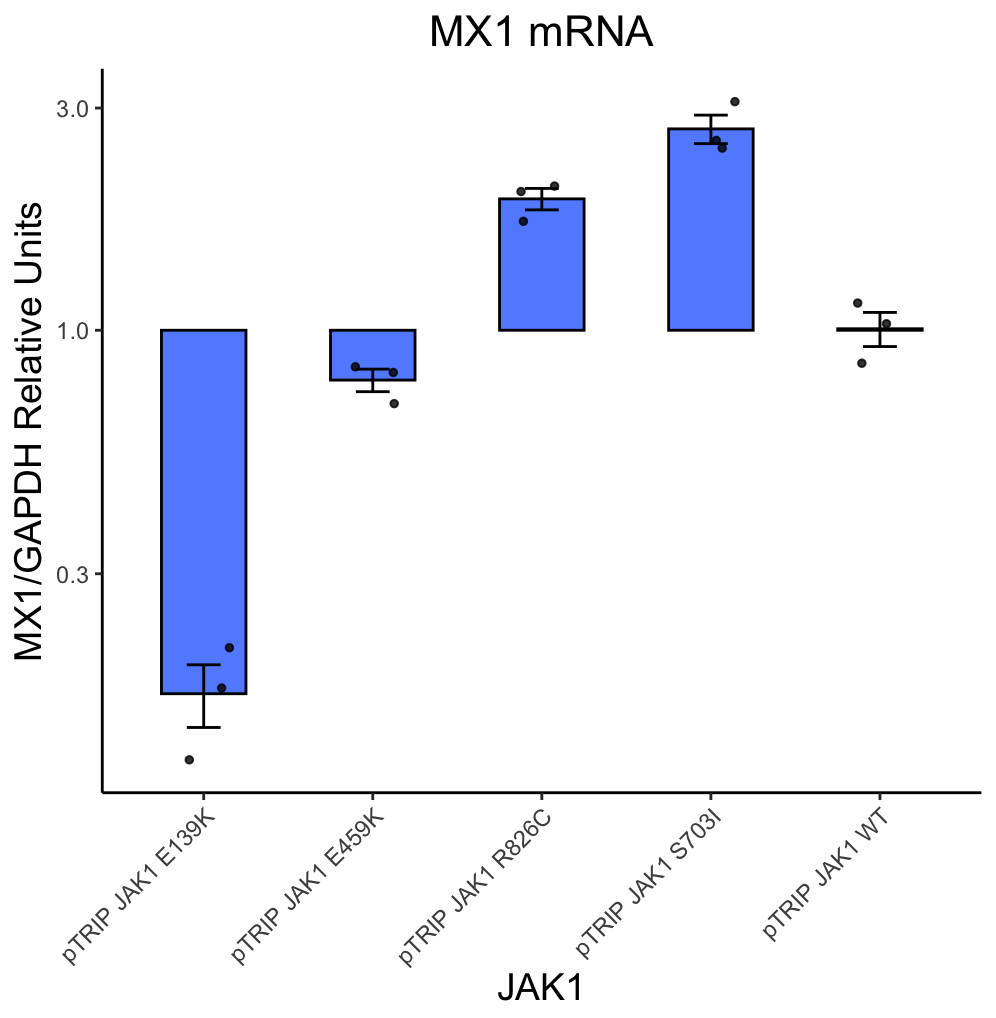 MX1 mRNA
MX1/GAPDH Relative Units
3.0
1.0
0.3
pTRIP JAK1 E139K
pTRIP JAK1 E459K
pTRIP JAK1 R826C
pTRIP JAK1 S703I
pTRIP JAK1 WT
JAK1